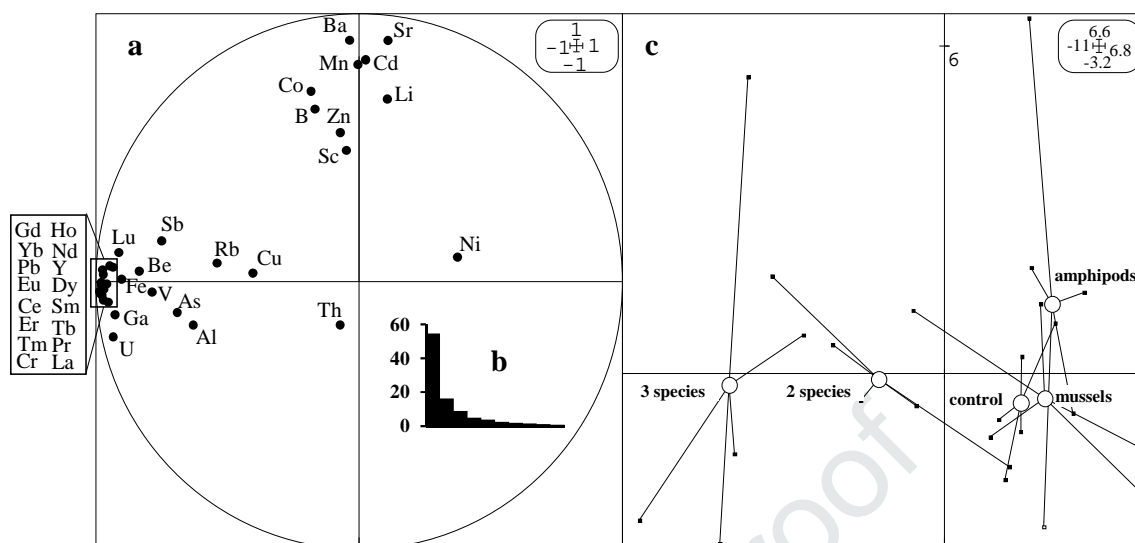 a
Ba Sr
Mn Cd
Co Li
B Zn
Sc
1
-1 1
-1
Gd Ho
Yb Nd
Pb Y
Eu Dy
Ce Sm
Er Tb
Tm Pr
Cr La
Lu Sb
Be Rb Cu Ni
Fe V
As
Ga Al Th
U
b
60
40
20
0
c
6
6.6
-11 6.8
-3.2
amphipods
3 species 2 species control mussels
roof